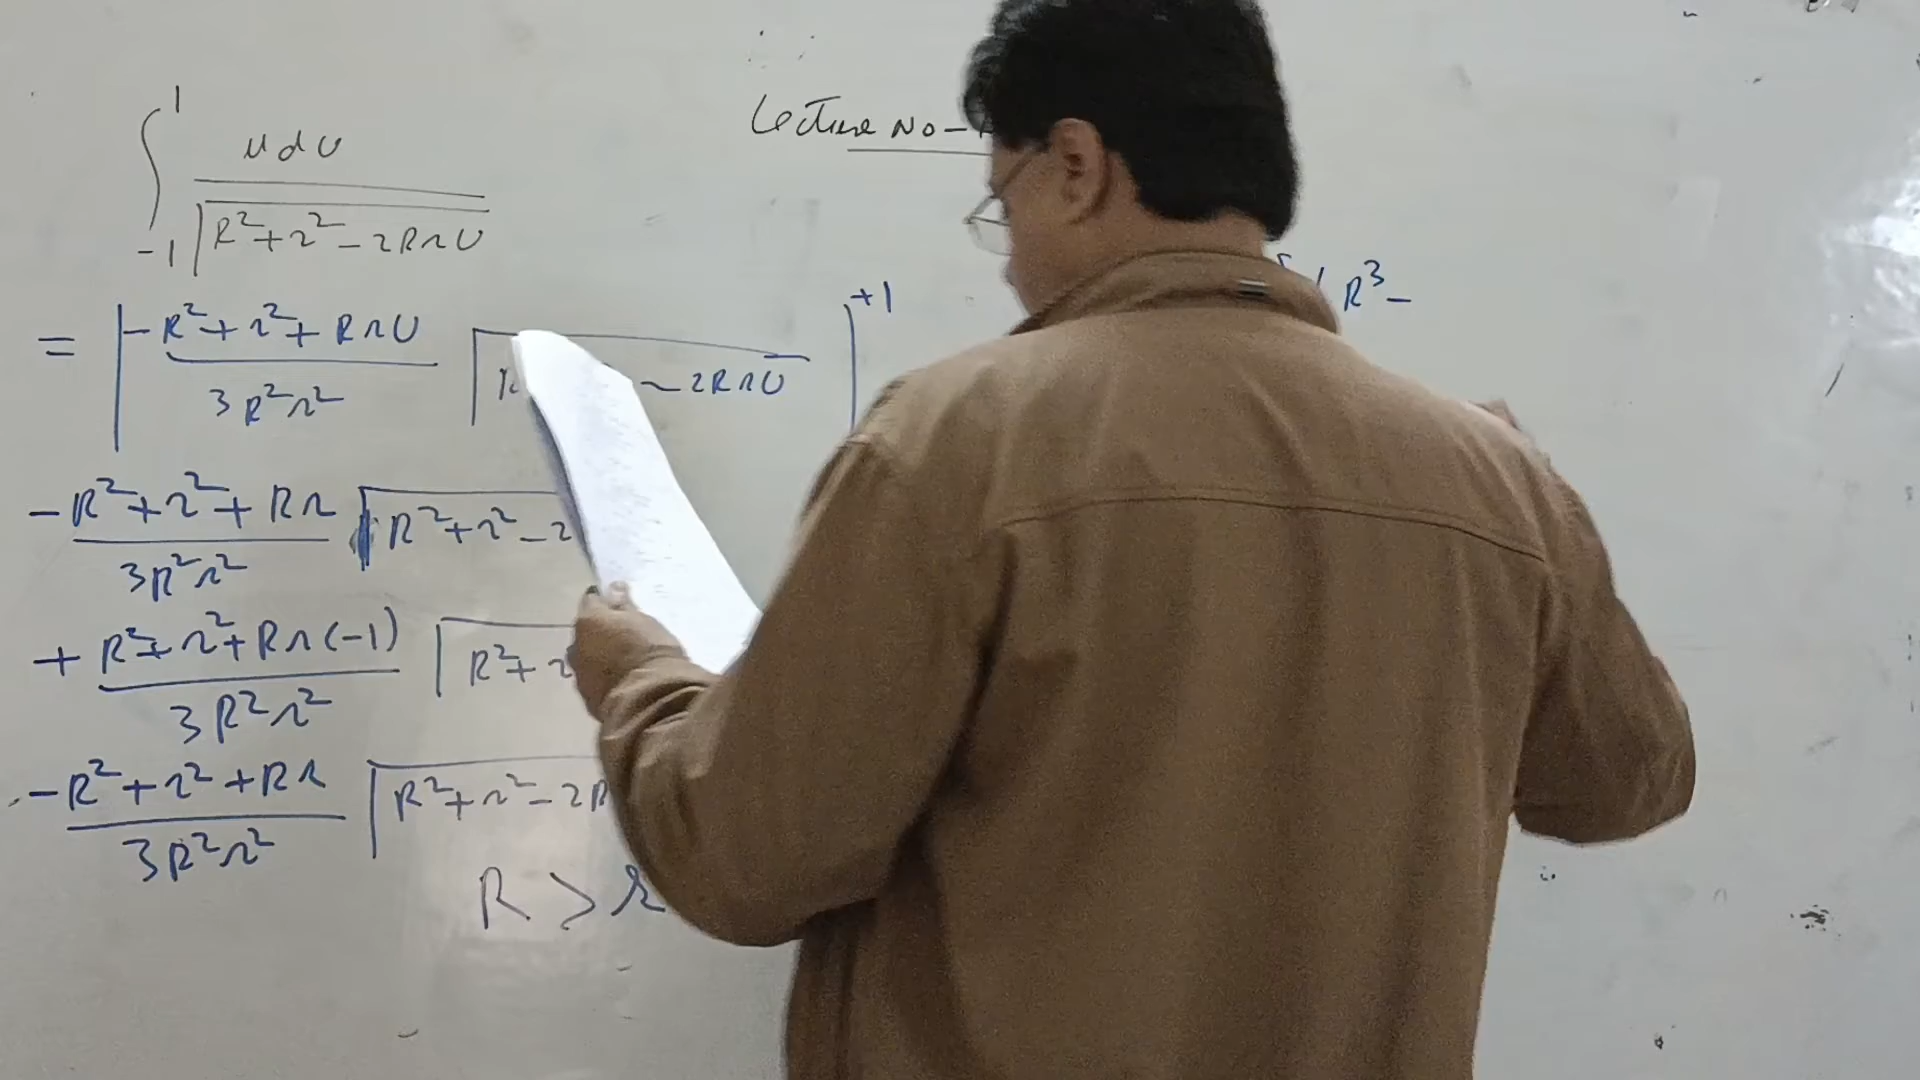 Lecture No -
∫_{-1}^{1} u du / √(R² + r² - 2RrU)
= | - (R² + r² + RrU) / 3R²r² √( - 2RrU) |^{+1}
- (R² + r² + Rr) / 3R²r² √(R² + r² - 2
+ (R² + r² + Rr(-1)) / 3R²r² √(R² + r
- (R² + r² + Rr) / 3R²r² √(R² + r² - 2R
R > r
R³ -